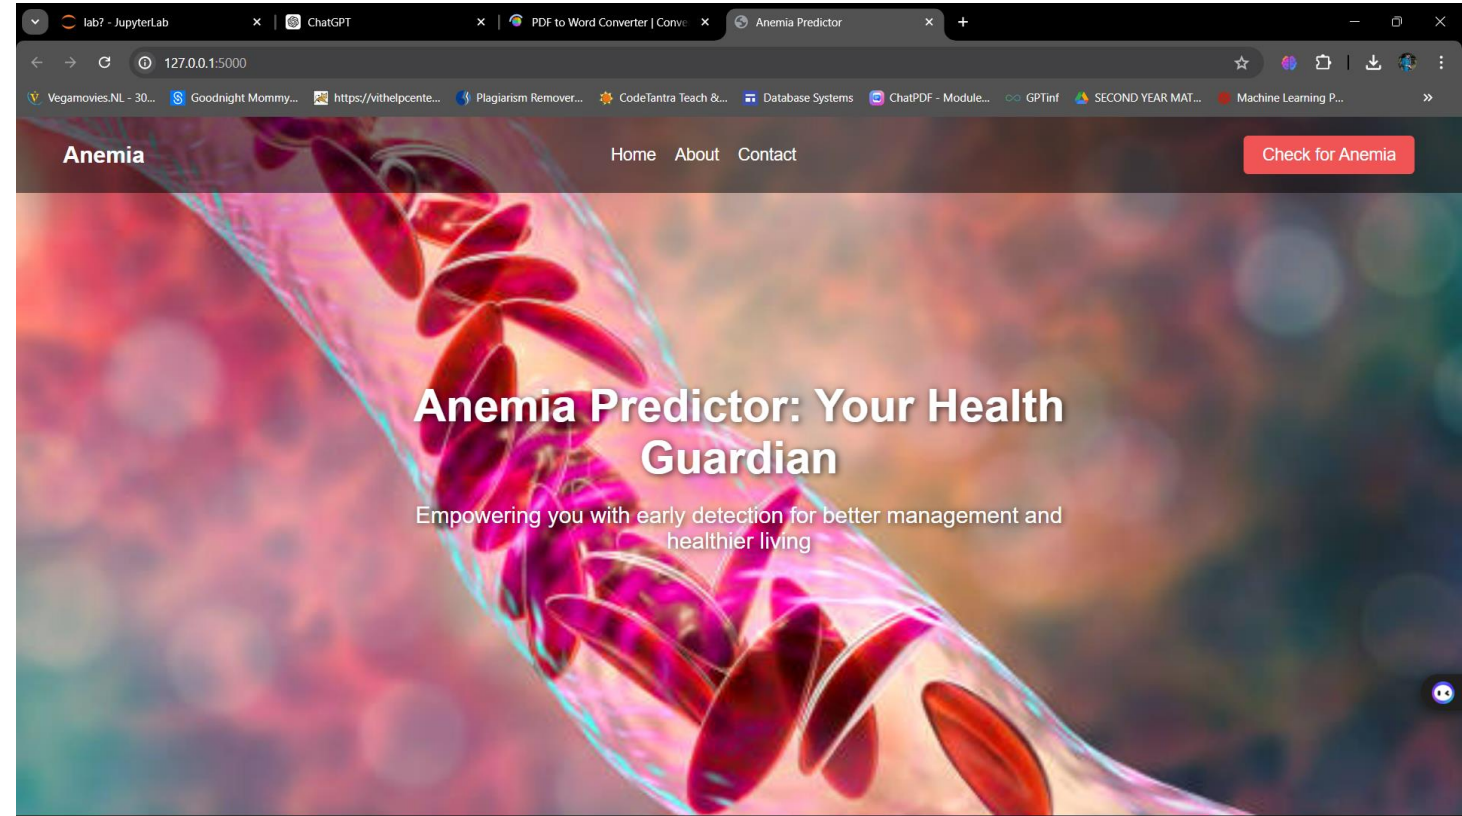 lab? - JupyterLab
ChatGPT
PDF to Word Converter | Conve
Anemia Predictor
127.0.0.1:5000
Vegamovies.NL - 30...
Goodnight Mommy...
https://vithelpcente...
Plagiarism Remover...
CodeTantra Teach &...
Database Systems
ChatPDF - Module...
GPTinf
SECOND YEAR MAT...
Machine Learning P...
Anemia
Home
About
Contact
Check for Anemia
Anemia Predictor: Your Health
Guardian
Empowering you with early detection for better management and
healthier living